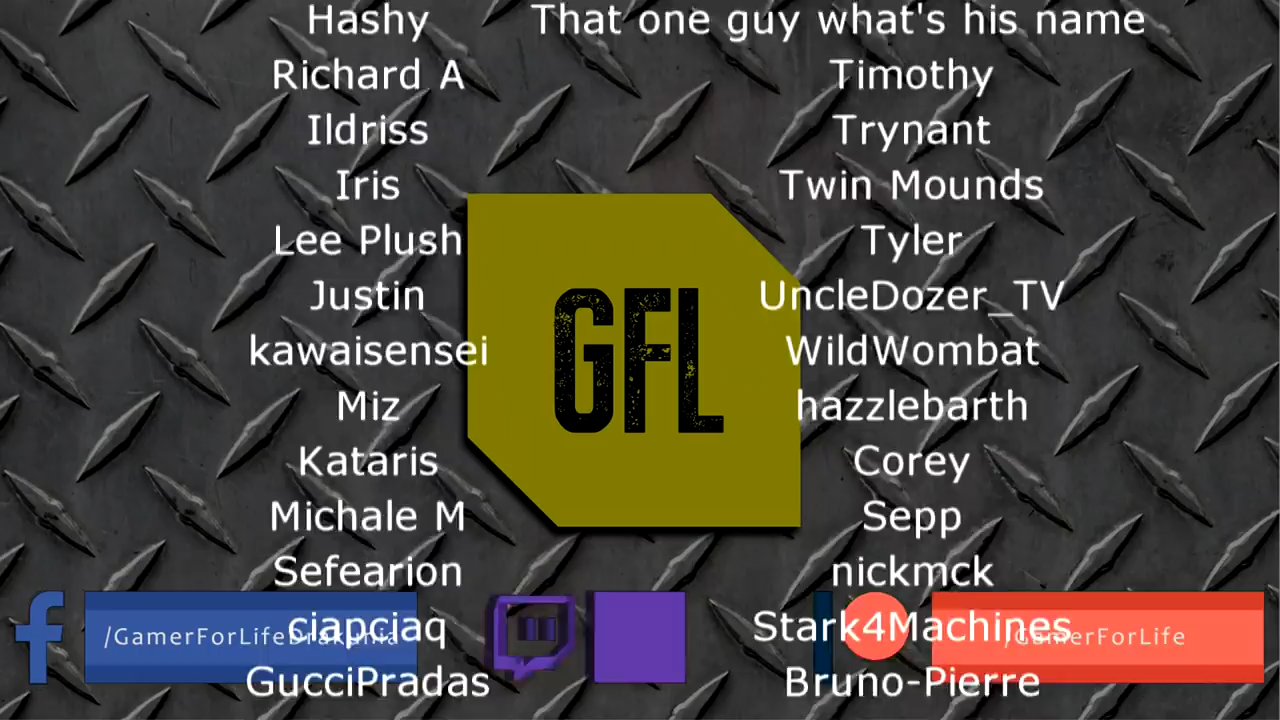 Hashy
Richard A
Ildriss
Iris
Lee Plush
Justin
kawaisensei
Miz
Kataris
Michale M
Sefearion
ciapciaq
GucciPradas
That one guy what's his name
Timothy
Trynant
Twin Mounds
Tyler
UncleDozer_TV
WildWombat
hazzlebarth
Corey
Sepp
nickmck
Stark4Machines
Bruno-Pierre
GFL
/GamerForLifeDrakunia
/GamerForLife